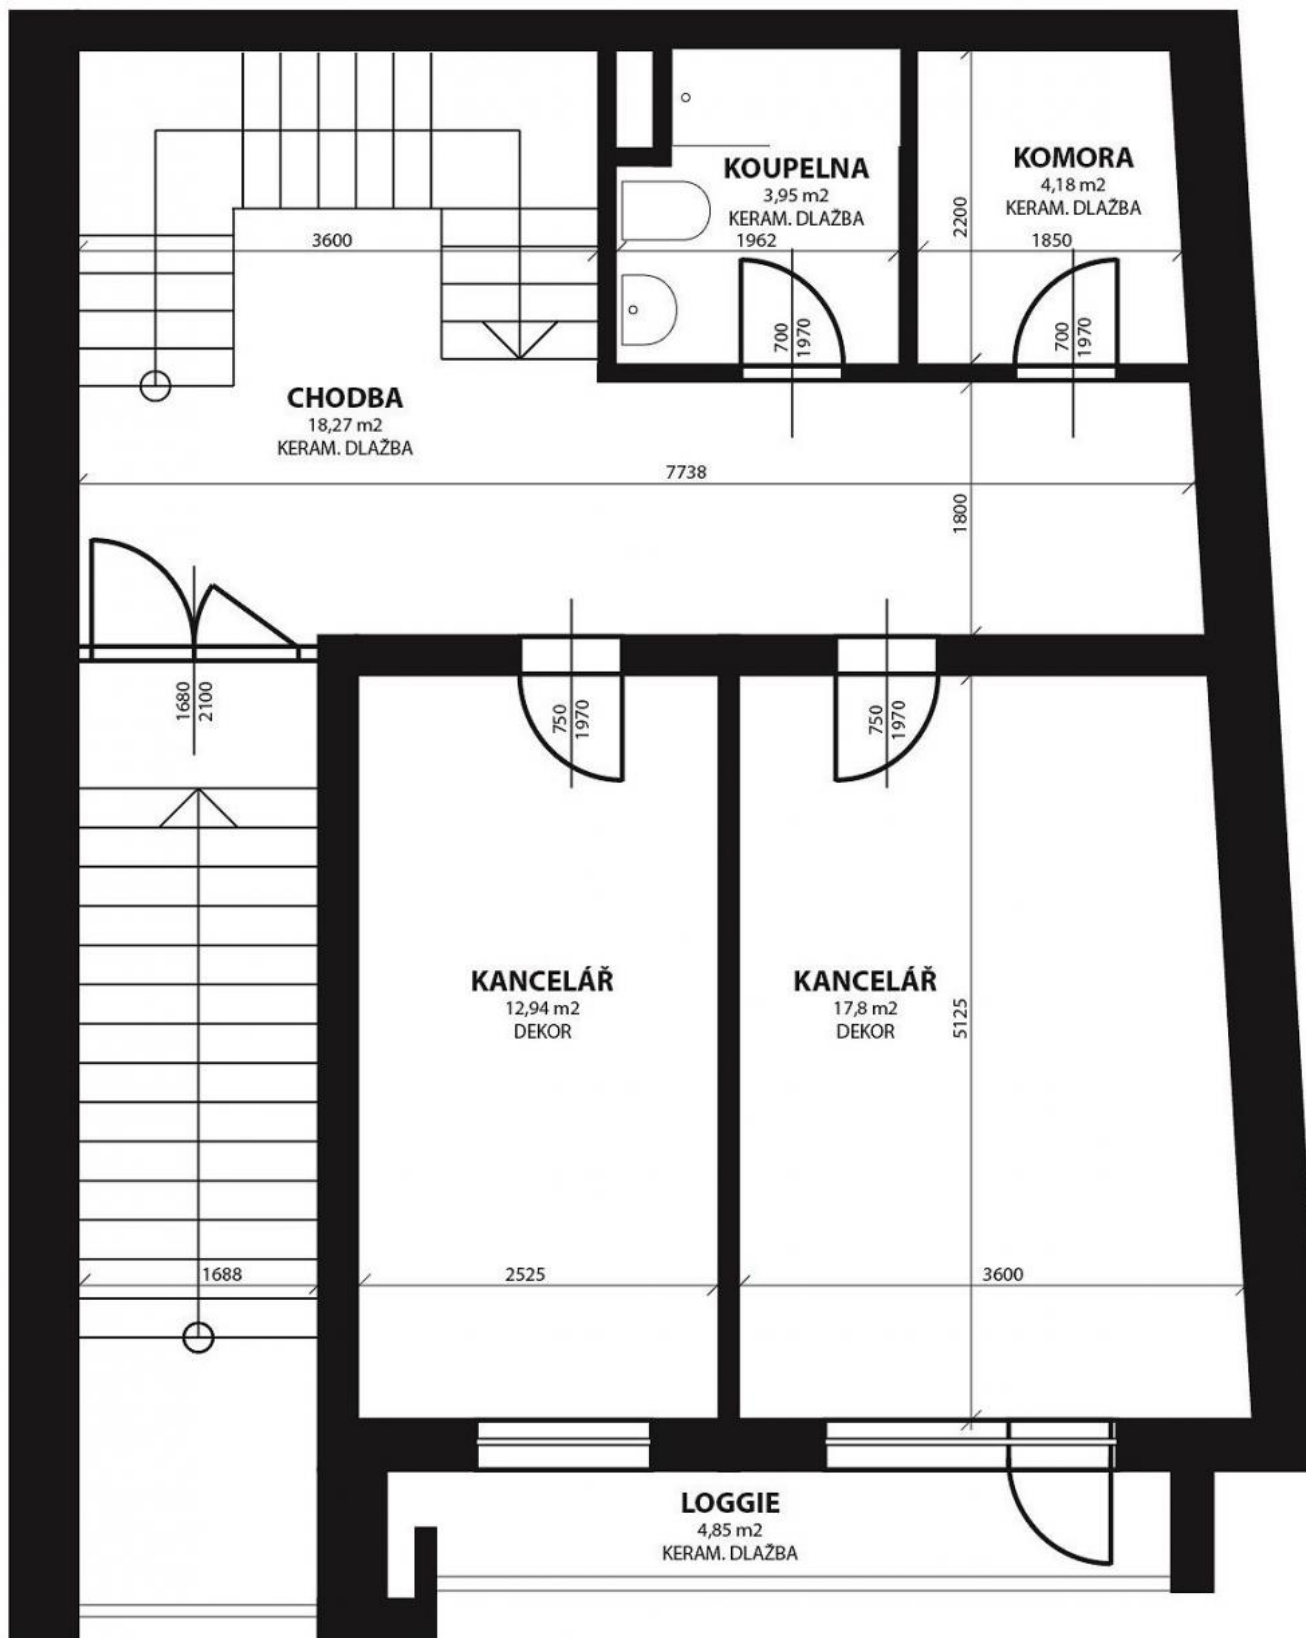 KOUPELNA
3,95 m2
KERAM. DLAŽBA
1962
KOMORA
4,18 m2
KERAM. DLAŽBA
1850
2200
3600
700
1970
700
1970
CHODBA
18,27 m2
KERAM. DLAŽBA
7738
1800
1680
2100
750
1970
750
1970
KANCELÁŘ
12,94 m2
DEKOR
KANCELÁŘ
17,8 m2
DEKOR
5125
1688
2525
3600
LOGGIE
4,85 m2
KERAM. DLAŽBA